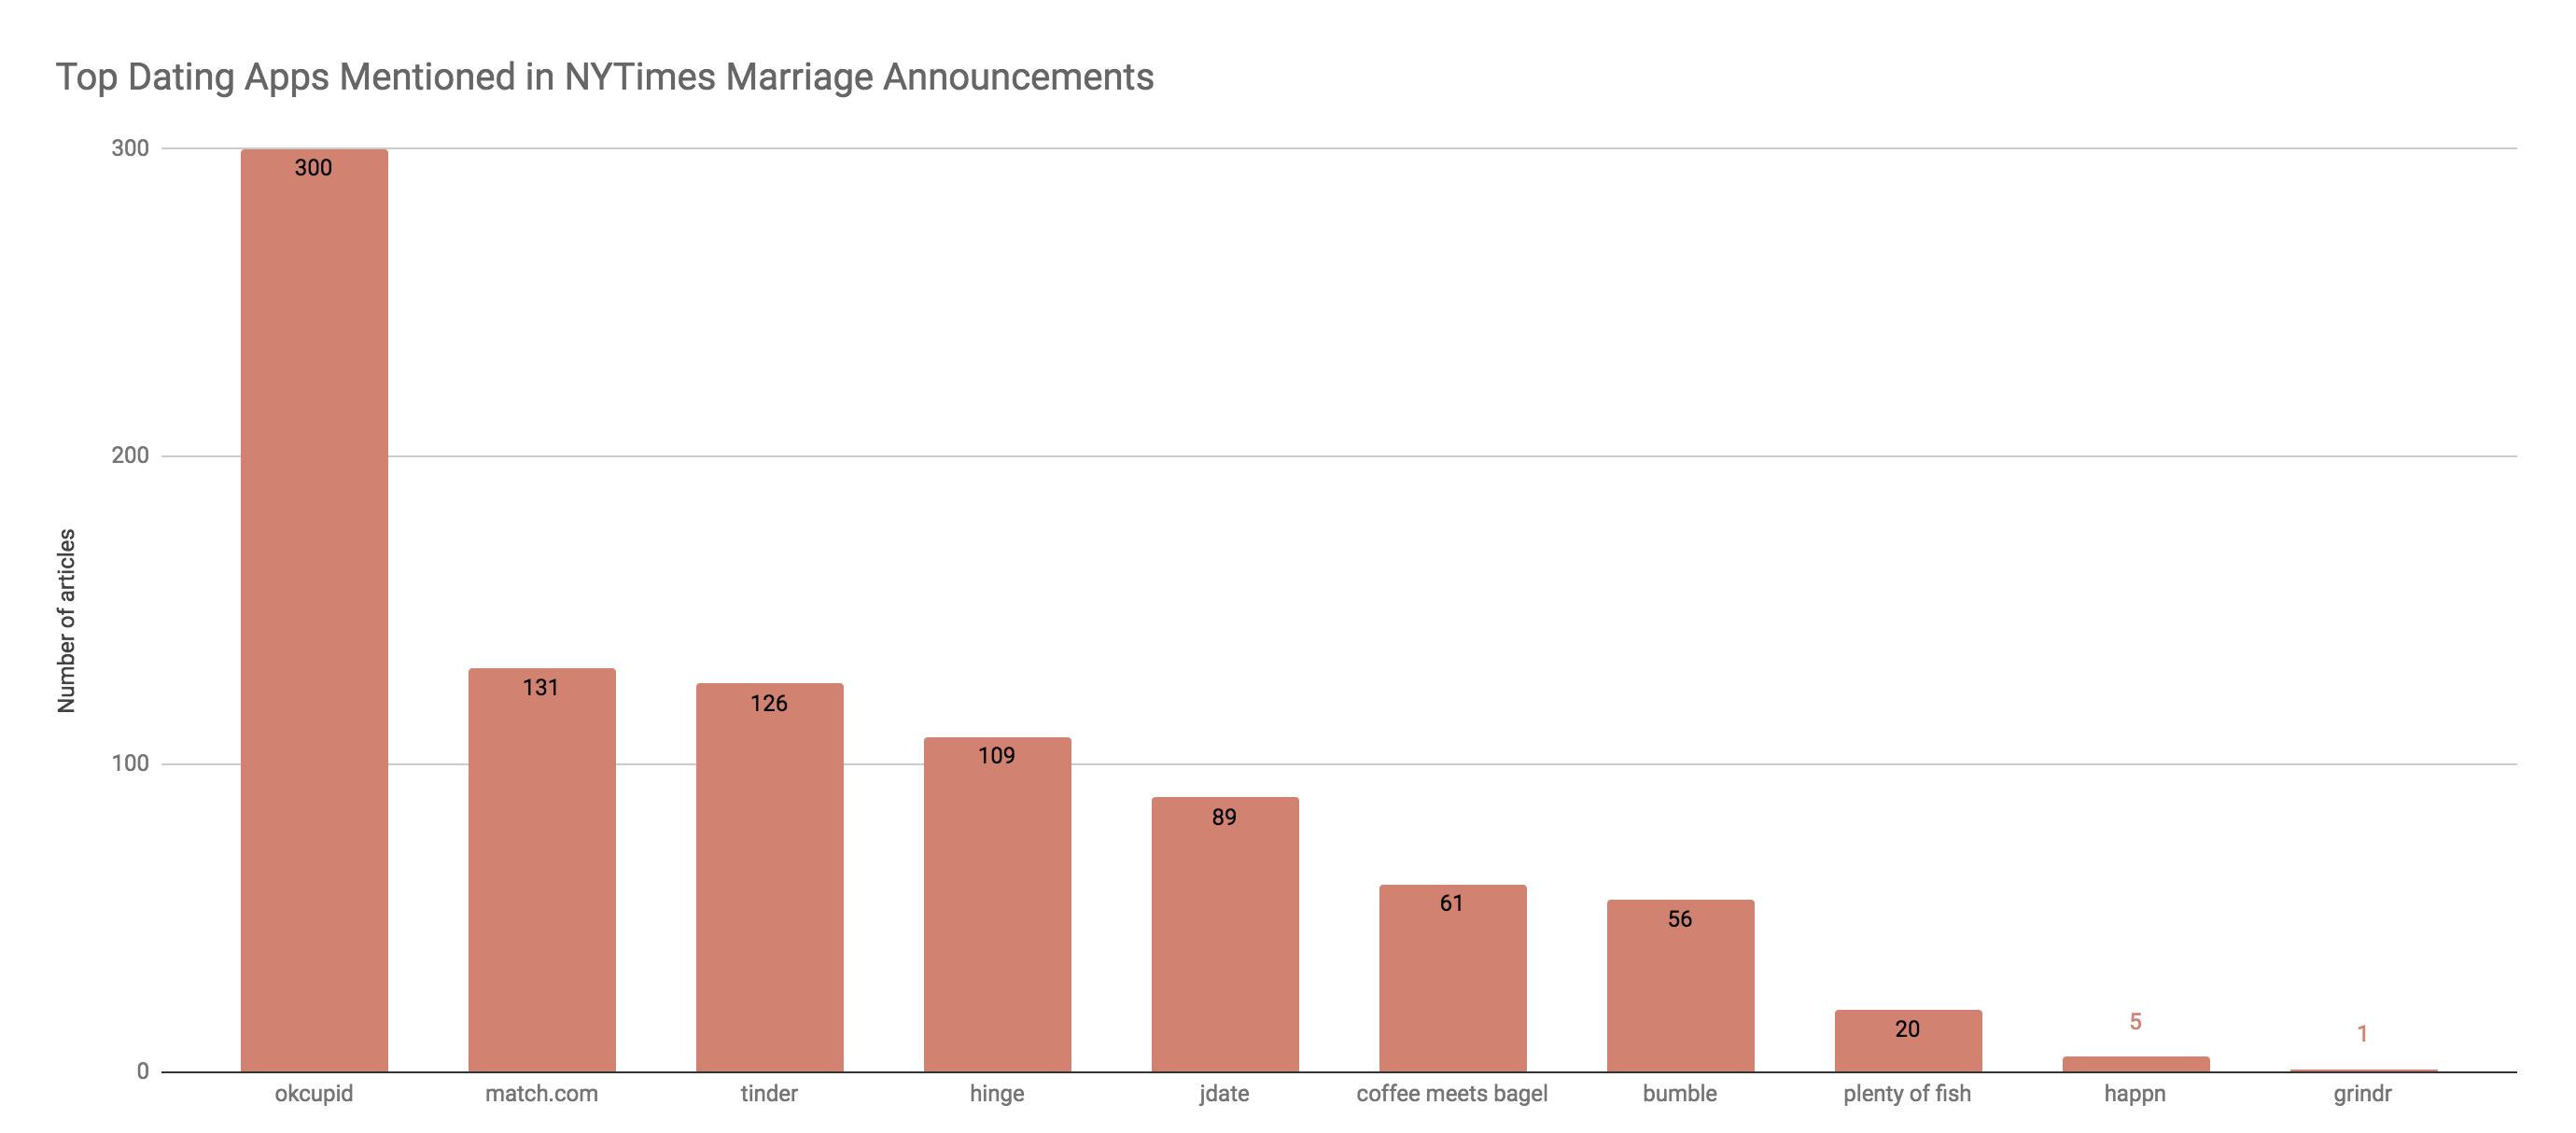 Top Dating Apps Mentioned in NYTimes Marriage Announcements
Number of articles
300
200
100
0
300
131
126
109
89
61
56
20
5
1
okcupid
match.com
tinder
hinge
jdate
coffee meets bagel
bumble
plenty of fish
happn
grindr